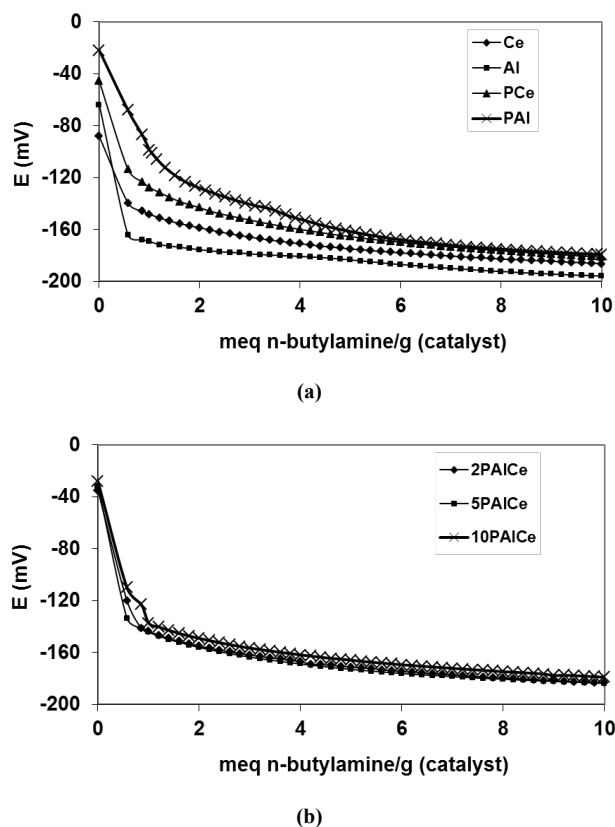 0
-40
-80
-120
-160
-200
E (mV)
Ce
Al
PCe
PAl
0
2
4
6
8
10
meq n-butylamine/g (catalyst)
(a)
0
-40
-80
-120
-160
-200
E (mV)
2PAlCe
5PAlCe
10PAlCe
0
2
4
6
8
10
meq n-butylamine/g (catalyst)
(b)